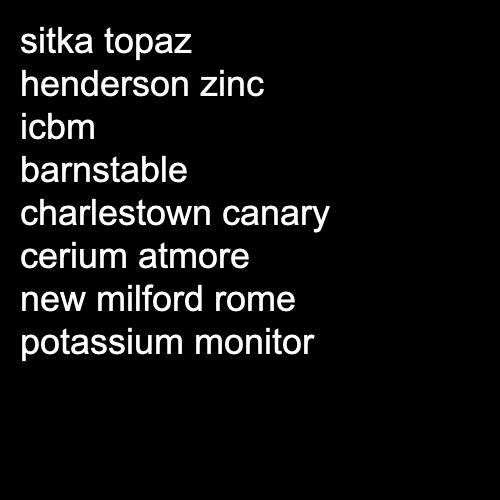 sitka topaz
henderson zinc
icbm
barnstable
charlestown canary
cerium atmore
new milford rome
potassium monitor